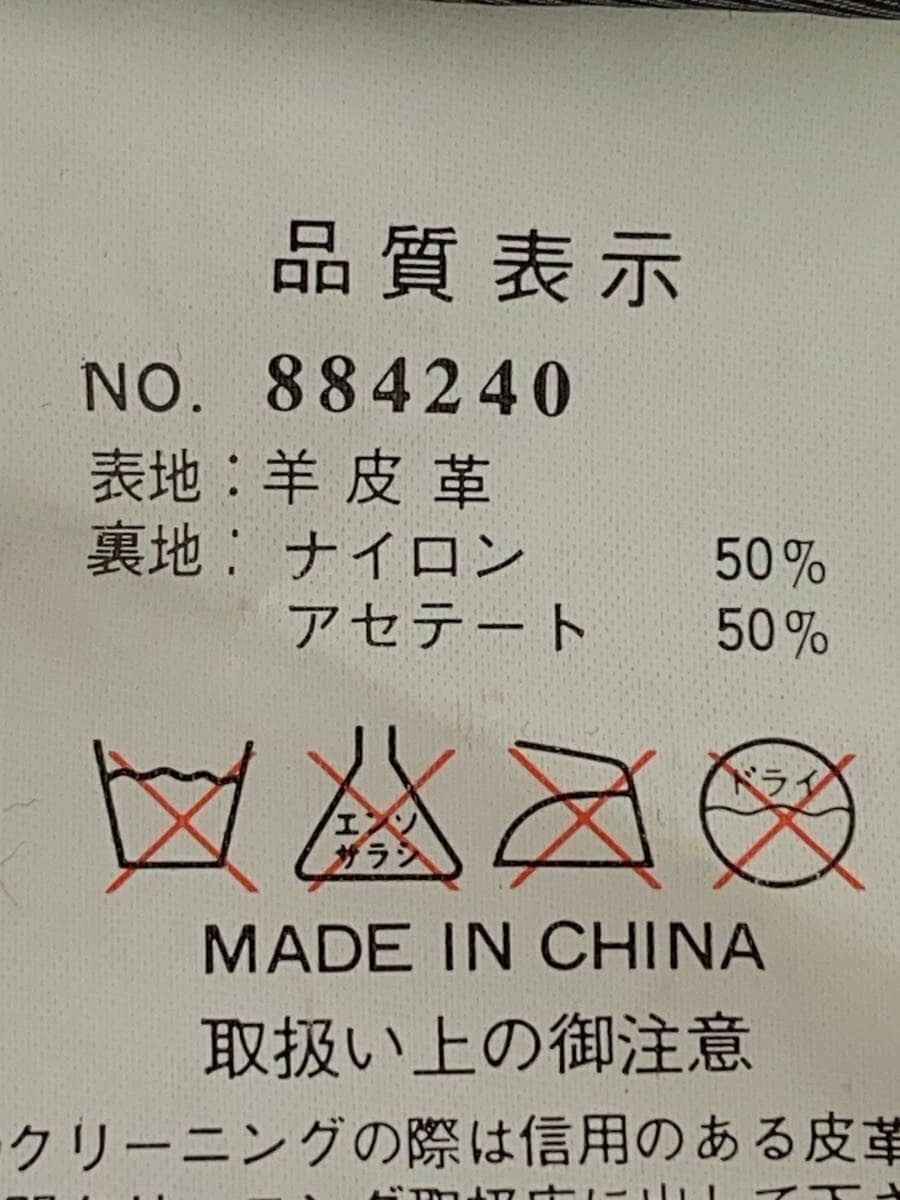 品質表示
NO. 884240
表地：羊皮革
裏地：ナイロン 50%
アセテート 50%
エンソ
サラシ
ドライ
MADE IN CHINA
取扱い上の御注意
クリーニングの際は信用のある皮革